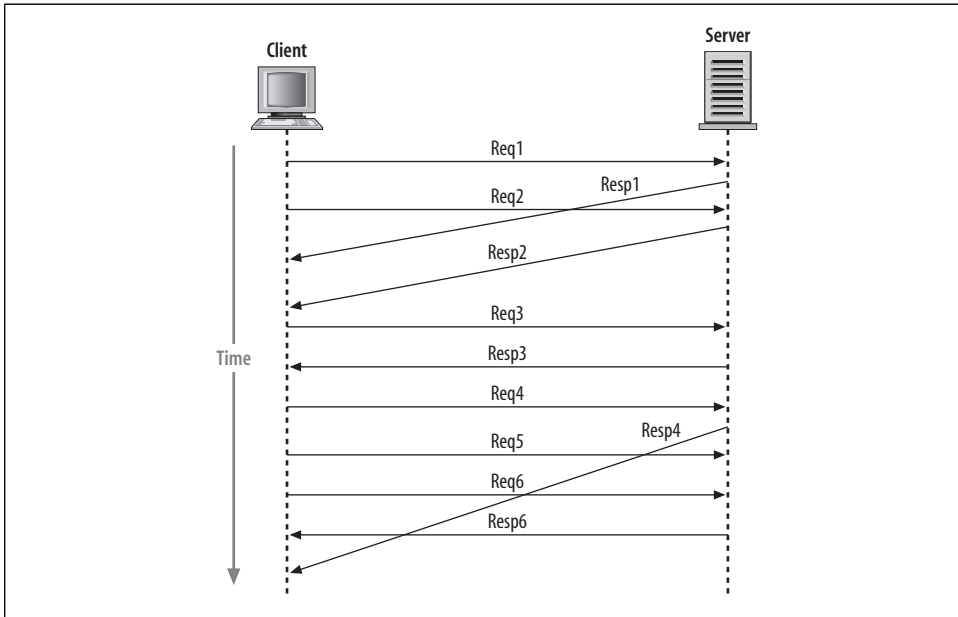 Client
Server
Req1
Resp1
Req2
Resp2
Req3
Time
Resp3
Req4
Resp4
Req5
Req6
Resp6